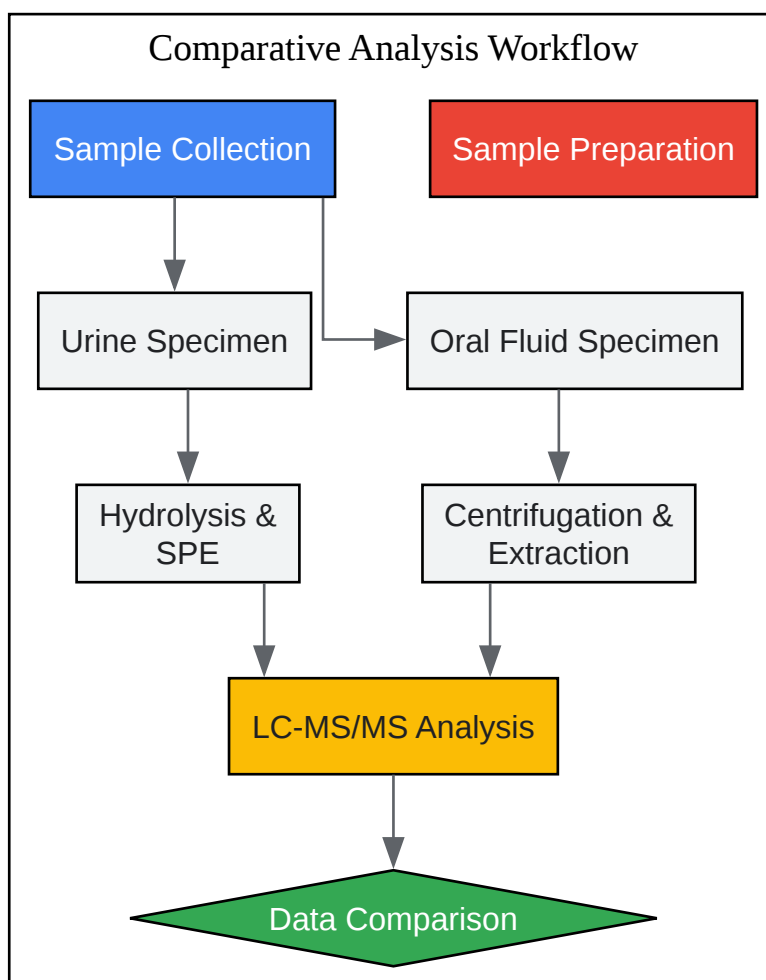 Comparative Analysis Workflow
Sample Collection
Sample Preparation
Urine Specimen
Oral Fluid Specimen
Hydrolysis &
SPE
Centrifugation &
Extraction
LC-MS/MS Analysis
Data Comparison